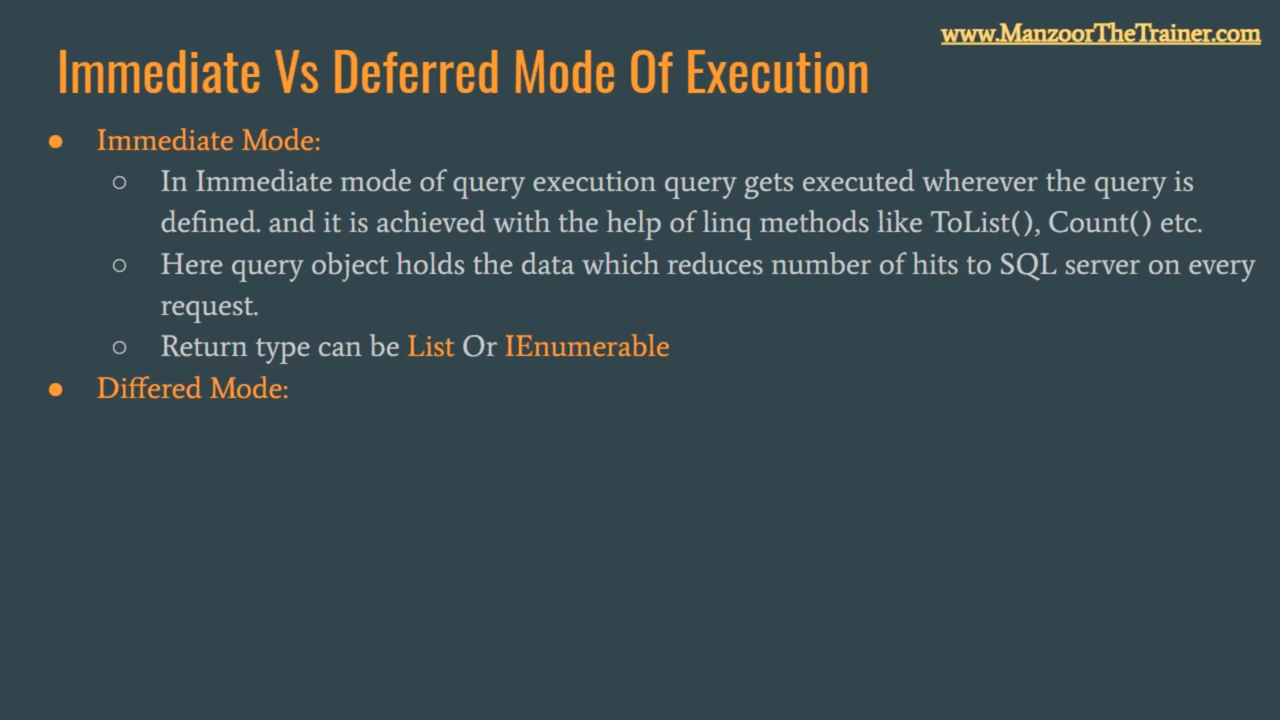 www.ManzoorTheTrainer.com
Immediate Vs Deferred Mode Of Execution
● Immediate Mode:
○ In Immediate mode of query execution query gets executed wherever the query is
defined. and it is achieved with the help of linq methods like ToList(), Count() etc.
○ Here query object holds the data which reduces number of hits to SQL server on every
request.
○ Return type can be List Or IEnumerable
● Differed Mode: